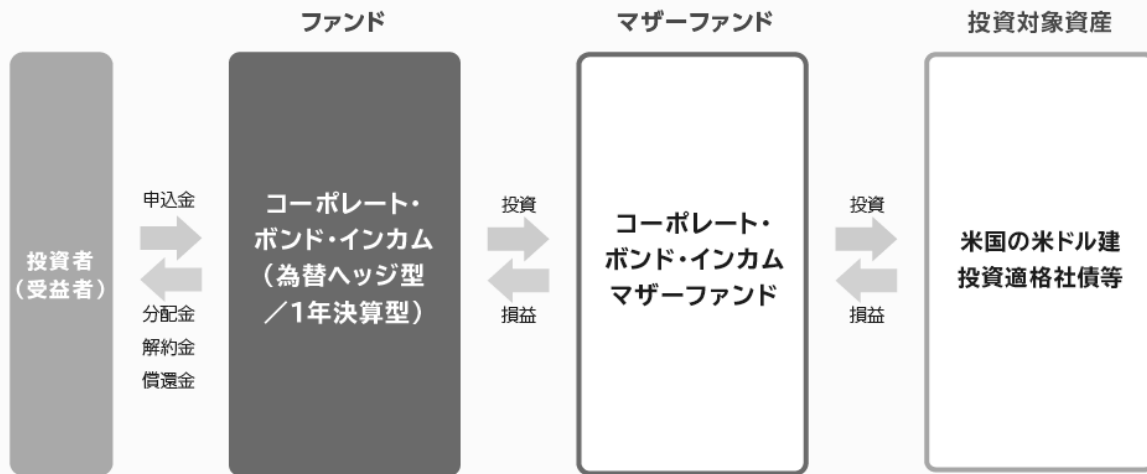 ファンド
マザーファンド
投資対象資産
投資者
（受益者）
申込金
分配金
解約金
償還金
コーポレート・
ボンド・インカム
（為替ヘッジ型
／1年決算型）
投資
損益
コーポレート・
ボンド・インカム
マザーファンド
投資
損益
米国の米ドル建
投資適格社債等